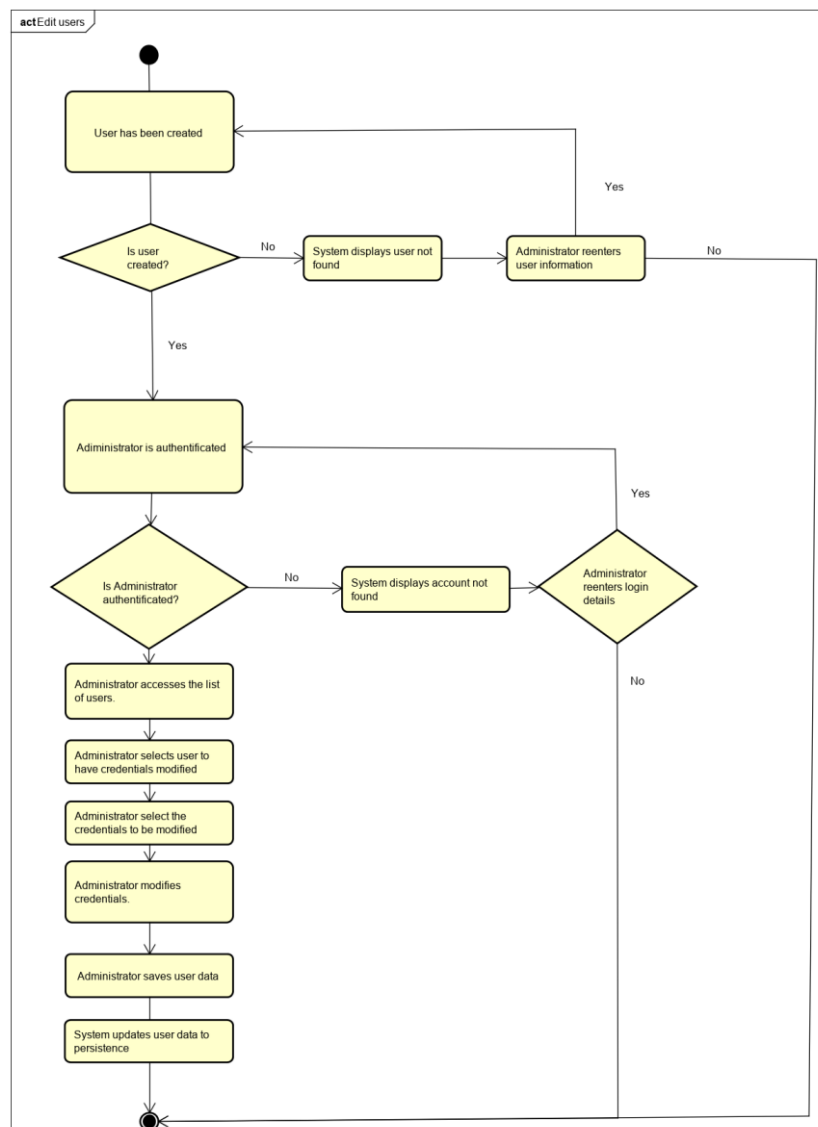 act Edit users
User has been created
Yes
Is user
created?
No
System displays user not
found
Administrator reenters
user information
No
Yes
Adiministrator is authentificated
Yes
Is Administrator
authentificated?
No
System displays account not
found
Administrator
reenters login
details
No
Administrator accesses the list
of users.
Administrator selects user to
have credentials modified
Administrator select the
credentials to be modified
Administrator modifies
credentials.
Administrator saves user data
System updates user data to
persistence